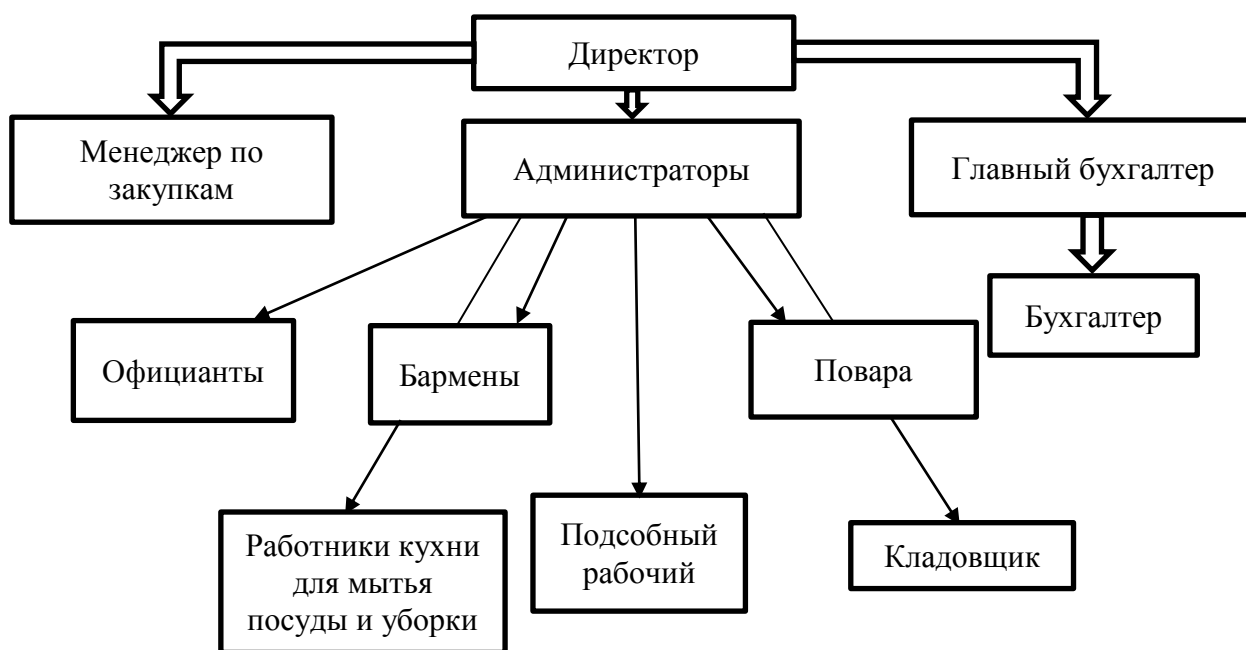 Директор
Менеджер по
закупкам
Администраторы
Главный бухгалтер
Официанты
Бармены
Повара
Бухгалтер
Работники кухни
для мытья
посуды и уборки
Подсобный
рабочий
Кладовщик